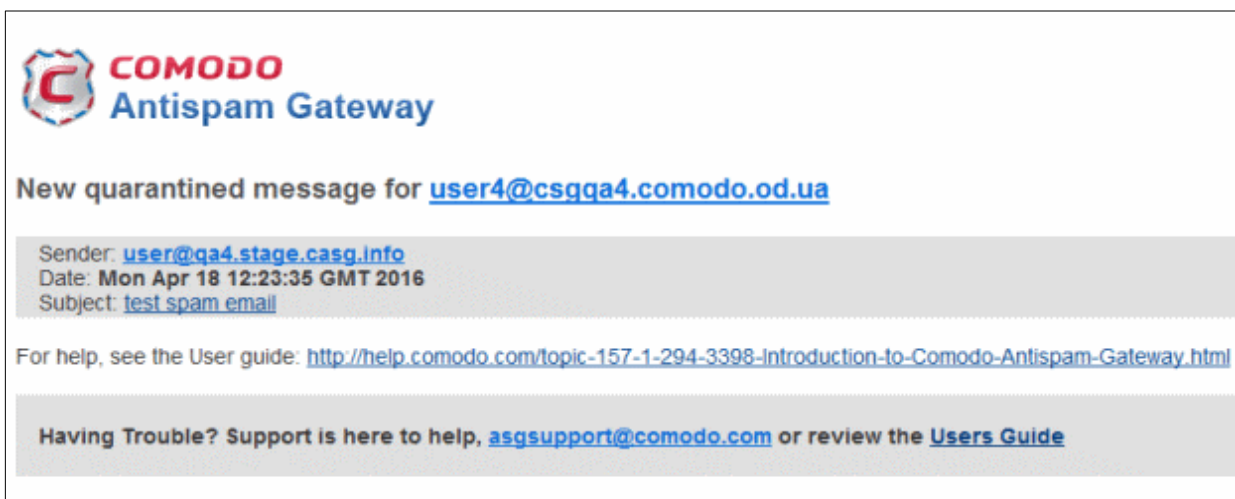 C COMODO
Antispam Gateway
New quarantined message for user4@csgqa4.comodo.od.ua
Sender: user@qa4.stage.casg.info
Date: Mon Apr 18 12:23:35 GMT 2016
Subject: test spam email
For help, see the User guide: http://help.comodo.com/topic-157-1-294-3398-Introduction-to-Comodo-Antispam-Gateway.html
Having Trouble? Support is here to help, asgsupport@comodo.com or review the Users Guide